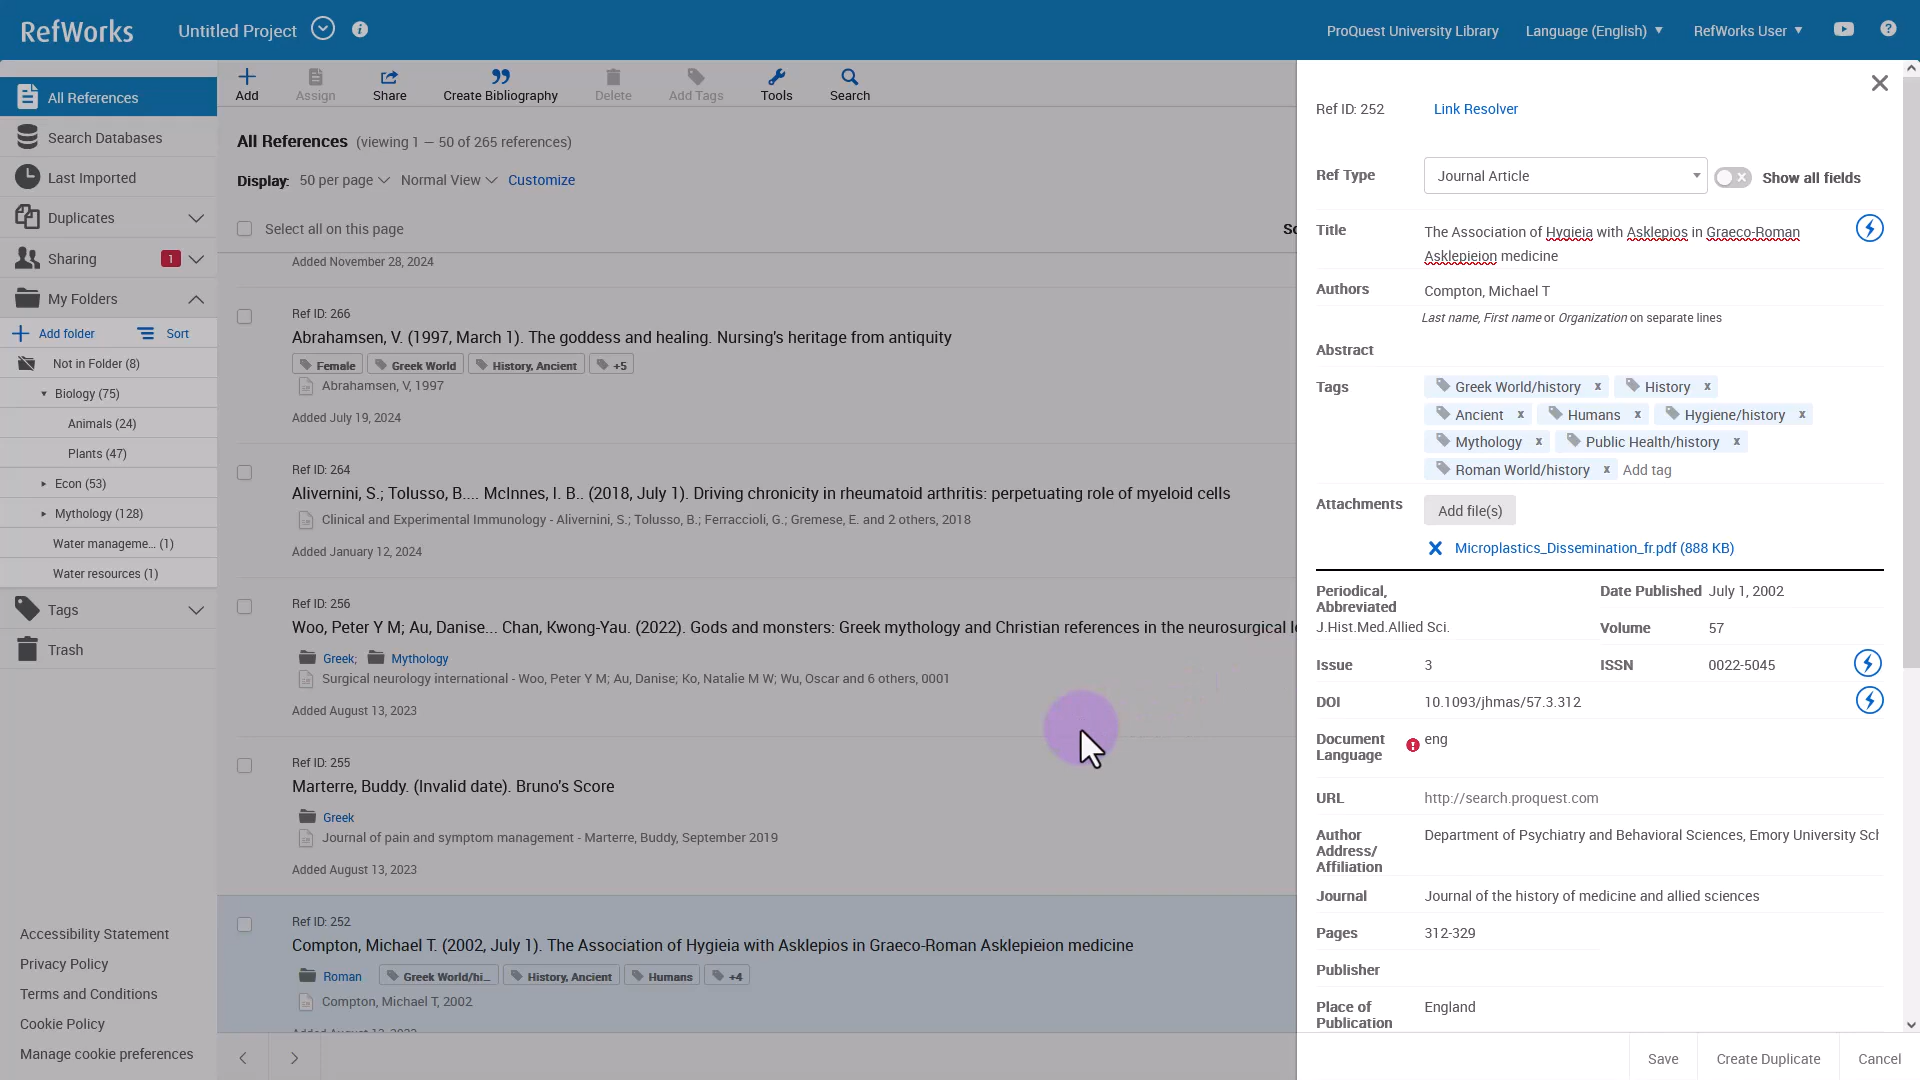 RefWorks
Untitled Project
ProQuest University Library
Language (English)
RefWorks User
All References
Search Databases
Last Imported
Duplicates
Sharing 1
My Folders
Add folder Sort
Not in Folder (8)
Biology (75)
Animals (24)
Plants (47)
Econ (53)
Mythology (128)
Water manageme... (1)
Water resources (1)
Tags
Trash
Accessibility Statement
Privacy Policy
Terms and Conditions
Cookie Policy
Manage cookie preferences
Add Assign Share Create Bibliography Delete Add Tags Tools Search
All References (viewing 1 — 50 of 265 references)
Display: 50 per page Normal View Customize
Select all on this page
So
Added November 28, 2024
Ref ID: 266
Abrahamsen, V. (1997, March 1). The goddess and healing. Nursing's heritage from antiquity
Female Greek World History, Ancient +5
Abrahamsen, V, 1997
Added July 19, 2024
Ref ID: 264
Alivernini, S.; Tolusso, B.... McInnes, I. B.. (2018, July 1). Driving chronicity in rheumatoid arthritis: perpetuating role of myeloid cells
Clinical and Experimental Immunology - Alivernini, S.; Tolusso, B.; Ferraccioli, G.; Gremese, E. and 2 others, 2018
Added January 12, 2024
Ref ID: 256
Woo, Peter Y M; Au, Danise... Chan, Kwong-Yau. (2022). Gods and monsters: Greek mythology and Christian references in the neurosurgical le
Greek; Mythology
Surgical neurology international - Woo, Peter Y M; Au, Danise; Ko, Natalie M W; Wu, Oscar and 6 others, 0001
Added August 13, 2023
Ref ID: 255
Marterre, Buddy. (Invalid date). Bruno's Score
Greek
Journal of pain and symptom management - Marterre, Buddy, September 2019
Added August 13, 2023
Ref ID: 252
Compton, Michael T. (2002, July 1). The Association of Hygieia with Asklepios in Graeco-Roman Asklepieion medicine
Roman Greek World/hi... History, Ancient Humans +4
Compton, Michael T, 2002
Added August 13, 2023
Ref ID: 252 Link Resolver
Ref Type Journal Article Show all fields
Title The Association of Hygieia with Asklepios in Graeco-Roman
Asklepieion medicine
Authors Compton, Michael T
Last name, First name or Organization on separate lines
Abstract
Tags Greek World/history x History x
Ancient x Humans x Hygiene/history x
Mythology x Public Health/history x
Roman World/history x Add tag
Attachments Add file(s)
Microplastics_Dissemination_fr.pdf (888 KB)
Periodical,
Abbreviated
J.Hist.Med.Allied Sci.
Date Published July 1, 2002
Volume 57
Issue 3 ISSN 0022-5045
DOI 10.1093/jhmas/57.3.312
Document
Language
eng
URL http://search.proquest.com
Author
Address/
Affiliation
Department of Psychiatry and Behavioral Sciences, Emory University Sch
Journal Journal of the history of medicine and allied sciences
Pages 312-329
Publisher
Place of
Publication
England
Save Create Duplicate Cancel